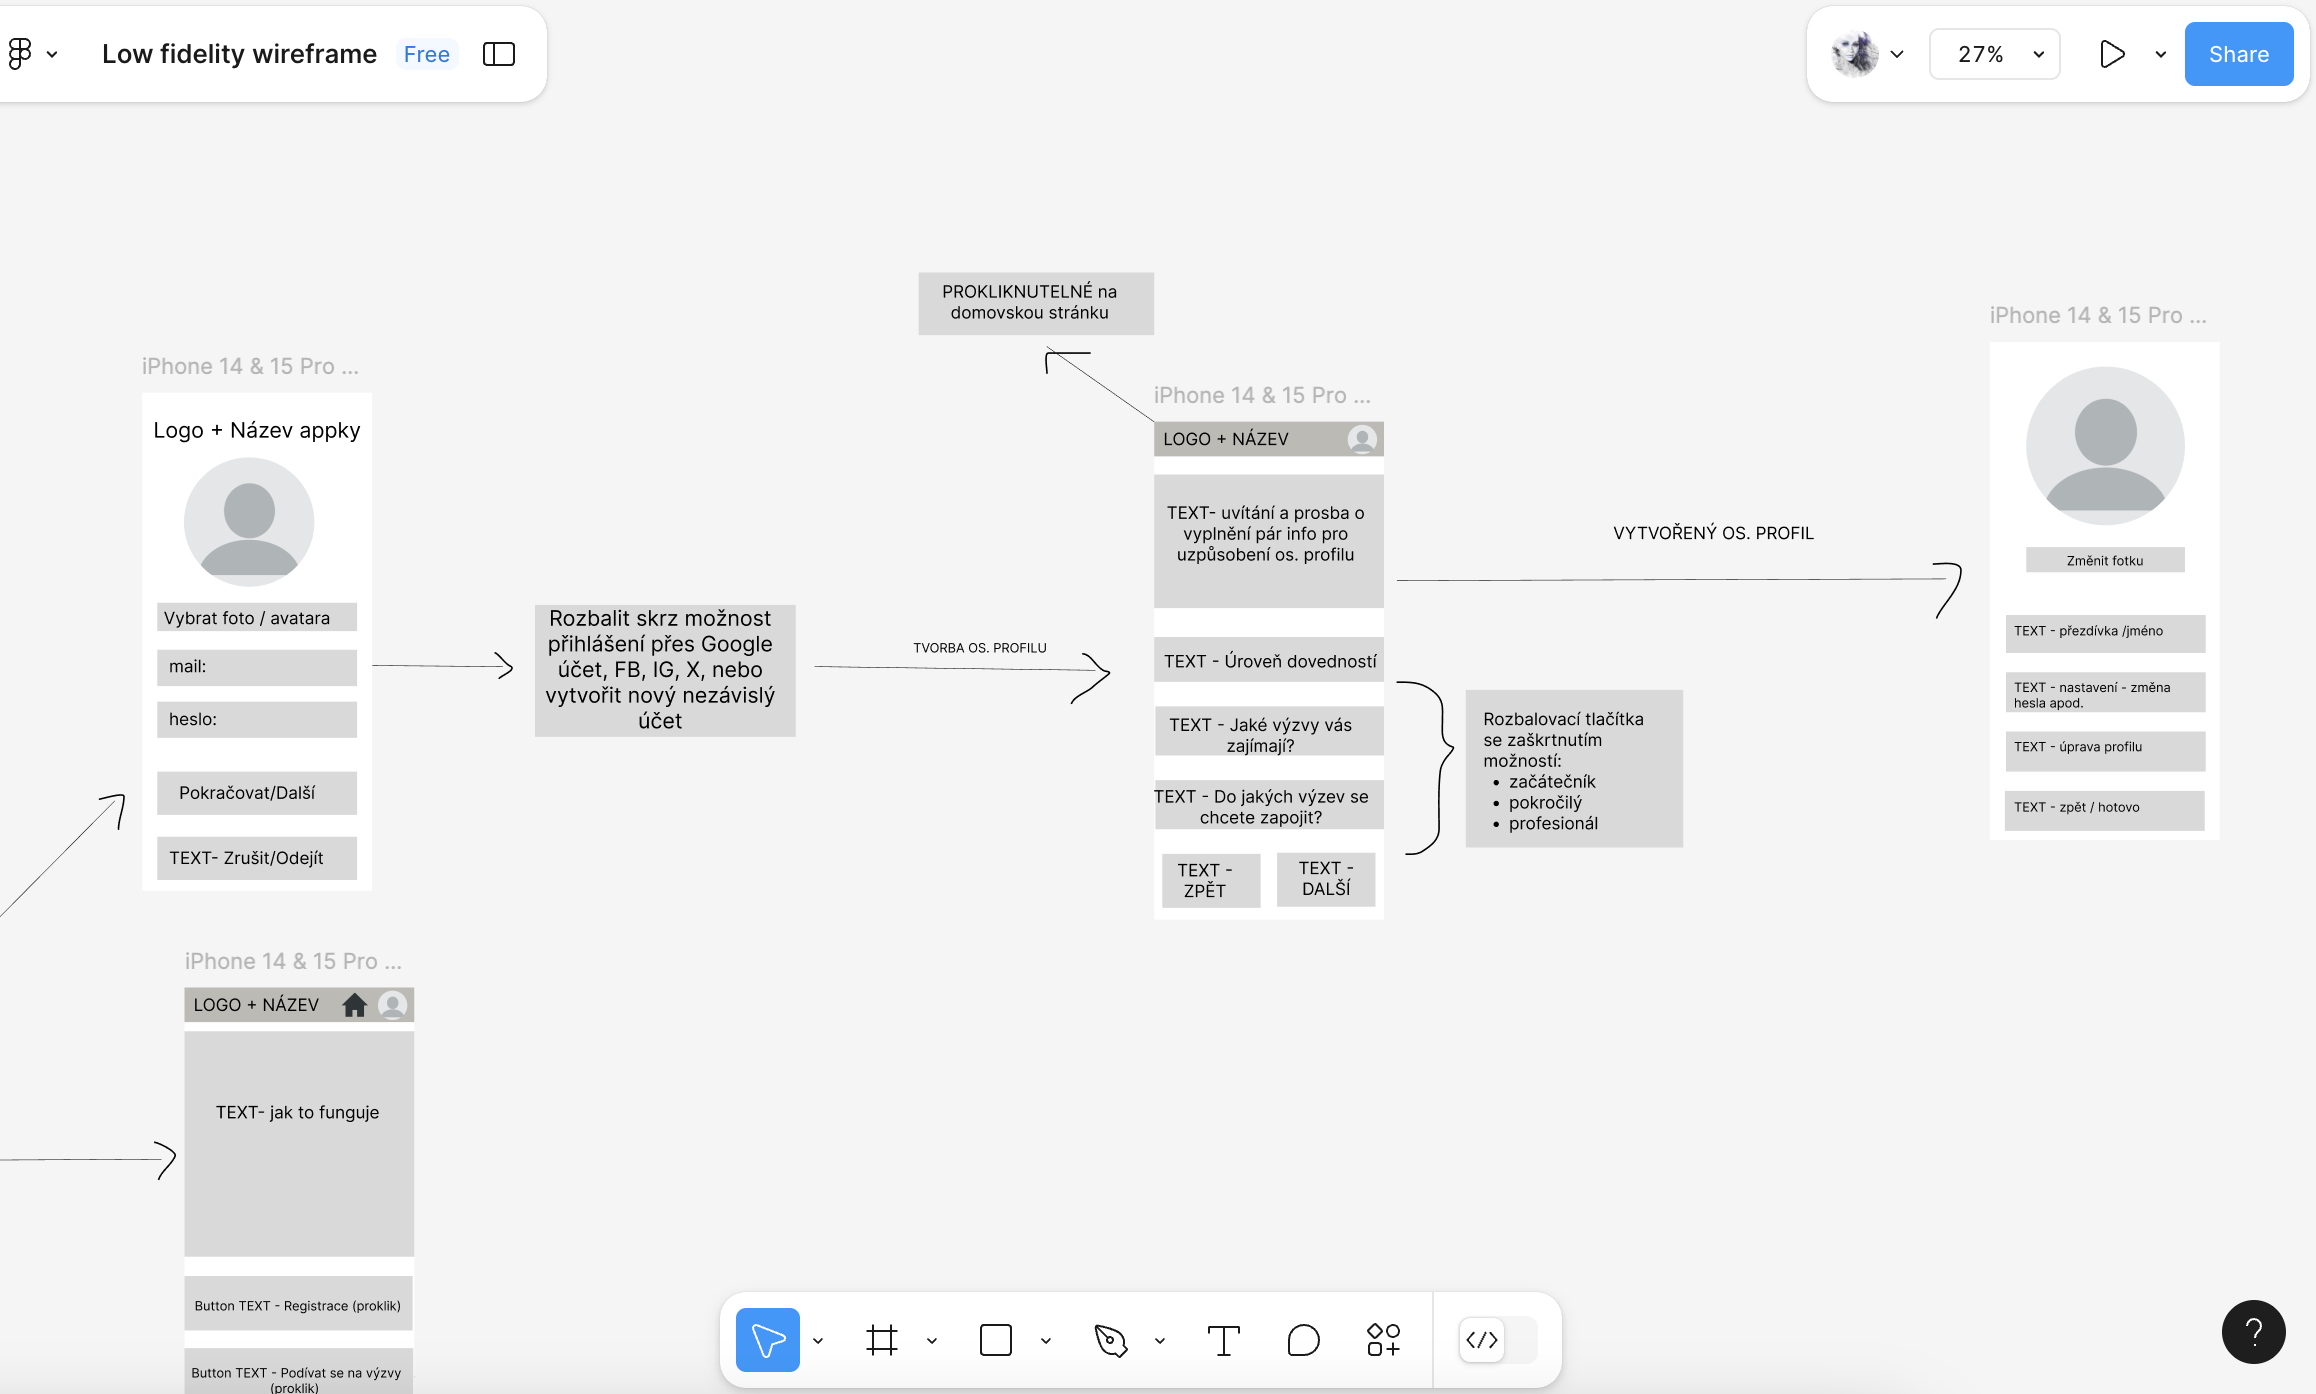 Low fidelity wireframe
Free
27%
Share
PROKLIKNUTELNÉ na
domovskou stránku
iPhone 14 & 15 Pro ...
Logo + Název appky
Vybrat foto / avatara
mail:
heslo:
Pokračovat/Další
TEXT- Zrušit/Odejít
Rozbalit skrz možnost
přihlášení přes Google
účet, FB, IG, X, nebo
vytvořit nový nezávislý
účet
TVORBA OS. PROFILU
iPhone 14 & 15 Pro ...
LOGO + NÁZEV
TEXT- uvítání a prosba o
vyplnění pár info pro
uzpůsobení os. profilu
TEXT - Úroveň dovedností
TEXT - Jaké výzvy vás
zajímají?
TEXT - Do jakých výzev se
chcete zapojit?
TEXT -
ZPĚT
TEXT -
DALŠÍ
Rozbalovací tlačítka
se zaškrtnutím
možností:
• začátečník
• pokročilý
• profesionál
VYTVOŘENÝ OS. PROFIL
iPhone 14 & 15 Pro ...
Změnit fotku
TEXT - přezdívka /jméno
TEXT - nastavení - změna
hesla apod.
TEXT - úprava profilu
TEXT - zpět / hotovo
iPhone 14 & 15 Pro ...
LOGO + NÁZEV
TEXT- jak to funguje
Button TEXT - Registrace (proklik)
Button TEXT - Podívat se na výzvy
(proklik)